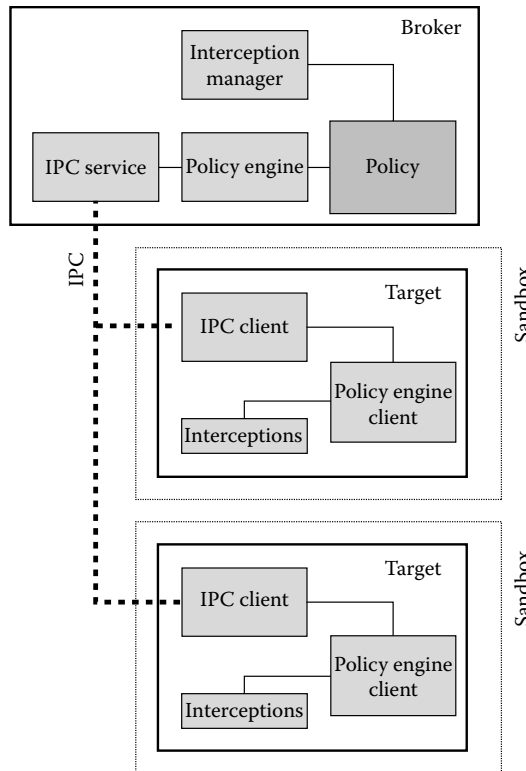 Broker
Interception
manager
IPC service
Policy engine
Policy
IPC
Sandbox
Target
IPC client
Policy engine
client
Interceptions
Sandbox
Target
IPC client
Policy engine
client
Interceptions